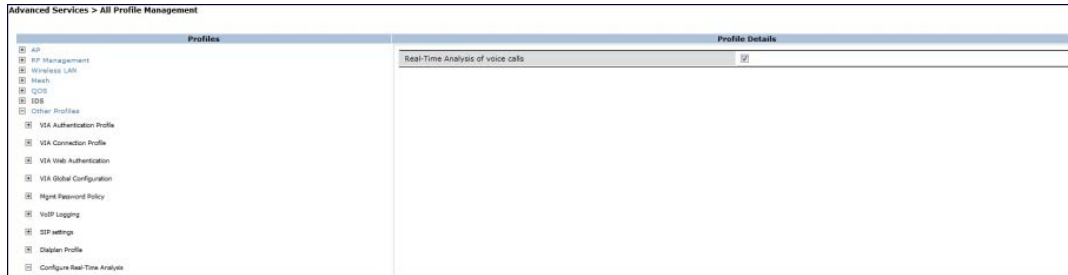 Advanced Services > All Profile Management
Profiles
AP
RF Management
Wireless LAN
Mesh
QOS
IDS
Other Profiles
VIA Authentication Profile
VIA Connection Profile
VIA Web Authentication
VIA Global Configuration
Mgmt Password Policy
VoIP Logging
SIP settings
Dialplan Profile
Configure Real-Time Analysis
Profile Details
Real-Time Analysis of voice calls